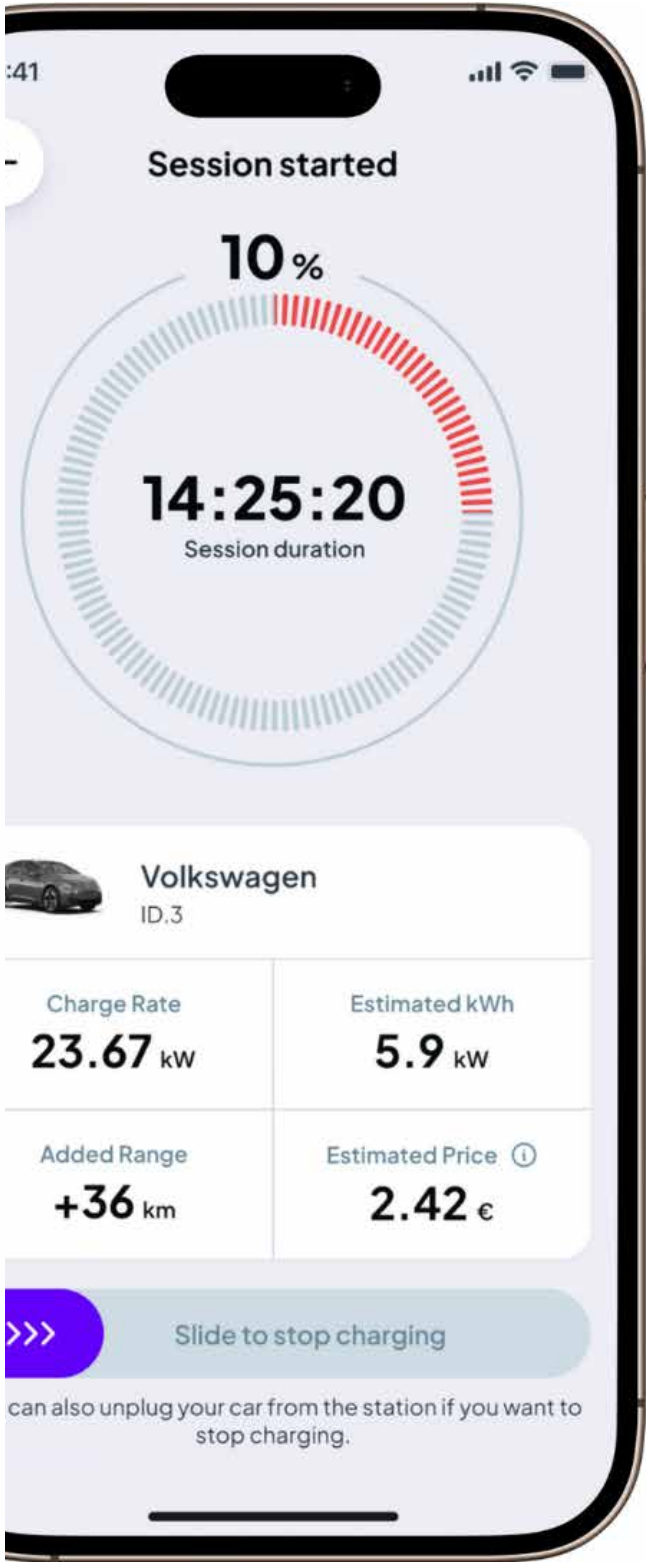 :41
Session started
10 %
14:25:20
Session duration
Volkswagen
ID.3
Charge Rate
23.67 kW
Estimated kWh
5.9 kW
Added Range
+36 km
Estimated Price
2.42 €
Slide to stop charging
can also unplug your car from the station if you want to
stop charging.